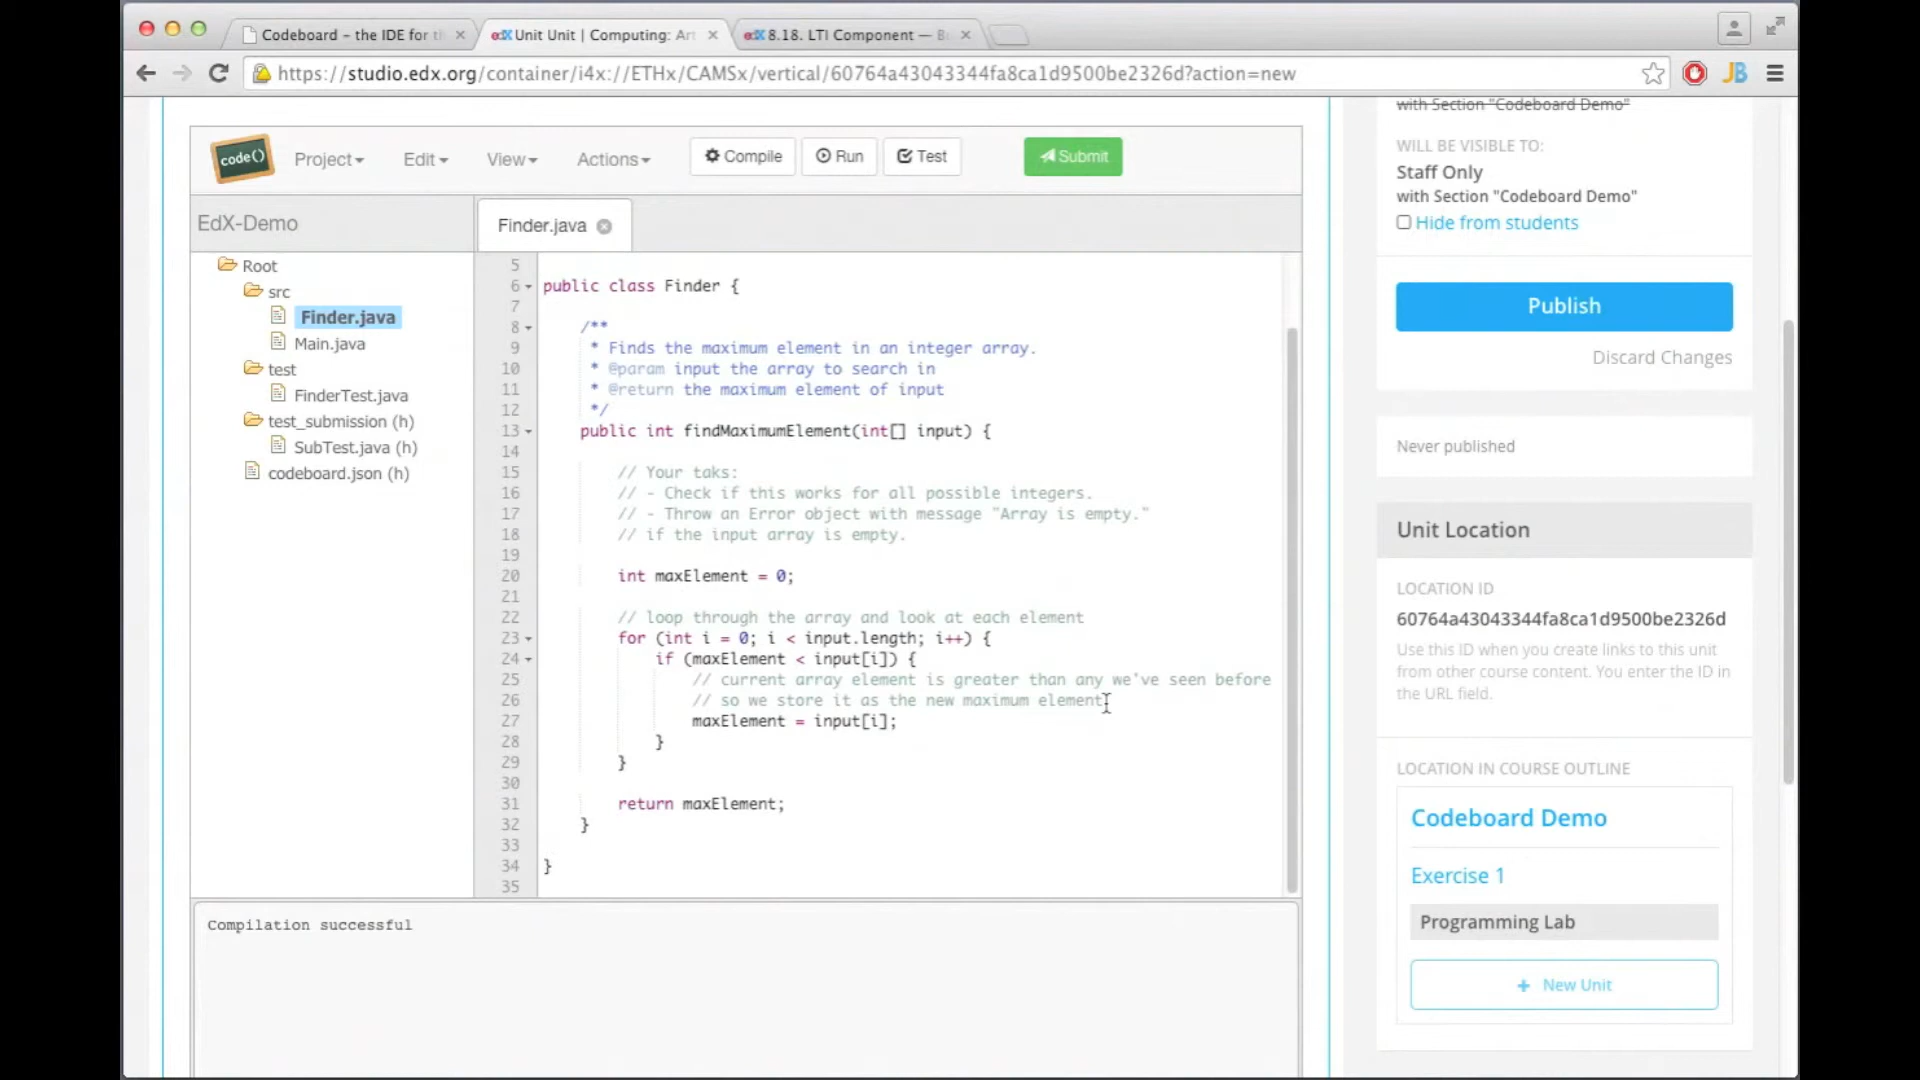 Codeboard – the IDE for t
edX Unit Unit | Computing: Art
edX 8.18. LTI Component — B
https://studio.edx.org/container/i4x://ETHx/CAMSx/vertical/60764a43043344fa8ca1d9500be2326d?action=new
JB
code()
Project
Edit
View
Actions
Compile
Run
Test
Submit
EdX-Demo
Finder.java
Root
src
Finder.java
Main.java
test
FinderTest.java
test_submission (h)
SubTest.java (h)
codeboard.json (h)
5
6 public class Finder {
7
8 /**
9 * Finds the maximum element in an integer array.
10 * @param input the array to search in
11 * @return the maximum element of input
12 */
13 public int findMaximumElement(int[] input) {
14
15 // Your taks:
16 // - Check if this works for all possible integers.
17 // - Throw an Error object with message "Array is empty."
18 // if the input array is empty.
19
20 int maxElement = 0;
21
22 // loop through the array and look at each element
23 for (int i = 0; i < input.length; i++) {
24 if (maxElement < input[i]) {
25 // current array element is greater than any we've seen before
26 // so we store it as the new maximum element
27 maxElement = input[i];
28 }
29 }
30
31 return maxElement;
32 }
33
34 }
35
Compilation successful
with Section "Codeboard Demo"
WILL BE VISIBLE TO:
Staff Only
with Section "Codeboard Demo"
Hide from students
Publish
Discard Changes
Never published
Unit Location
LOCATION ID
60764a43043344fa8ca1d9500be2326d
Use this ID when you create links to this unit
from other course content. You enter the ID in
the URL field.
LOCATION IN COURSE OUTLINE
Codeboard Demo
Exercise 1
Programming Lab
+ New Unit